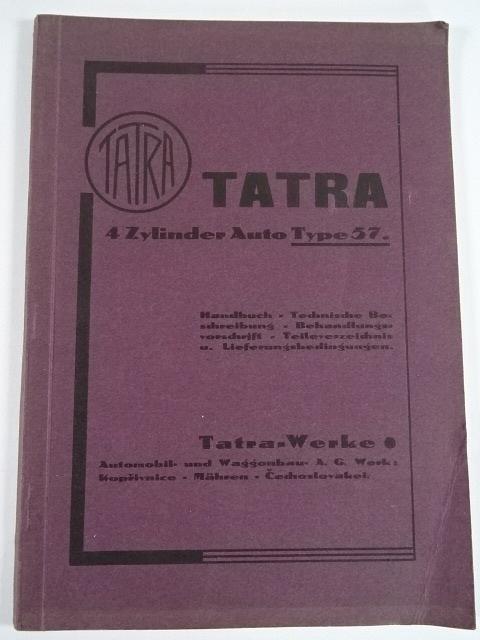 TATRA
TATRA
4 Zylinder Auto Type 57.
Handbuch - Technische Be-
schreibung - Behandlungs-
vorschrift - Teileverzeichnis
u. Lieferungsbedingungen.
Tatra-Werke
Automobil- und Waggonbau- A. G. Werk:
Kopřivnice - Mähren - Čechoslovakei.